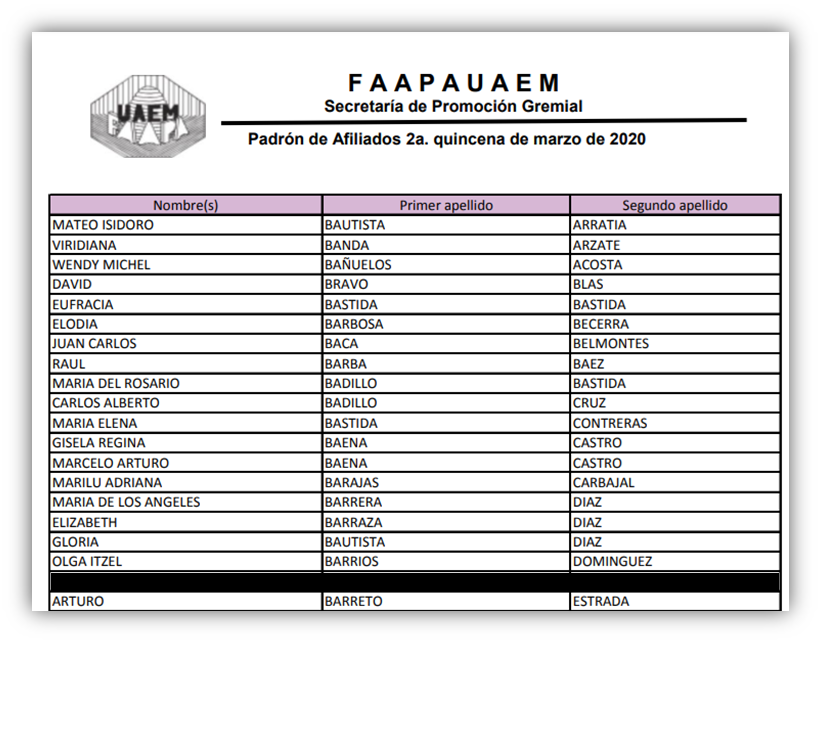 UAEM
FAAPAUAEM
Secretaría de Promoción Gremial
Padrón de Afiliados 2a. quincena de marzo de 2020
Nombre(s) Primer apellido Segundo apellido
MATEO ISIDORO BAUTISTA ARRATIA
VIRIDIANA BANDA ARZATE
WENDY MICHEL BAÑUELOS ACOSTA
DAVID BRAVO BLAS
EUFRACIA BASTIDA BASTIDA
ELODIA BARBOSA BECERRA
JUAN CARLOS BACA BELMONTES
RAUL BARBA BAEZ
MARIA DEL ROSARIO BADILLO BASTIDA
CARLOS ALBERTO BADILLO CRUZ
MARIA ELENA BASTIDA CONTRERAS
GISELA REGINA BAENA CASTRO
MARCELO ARTURO BAENA CASTRO
MARILU ADRIANA BARAJAS CARBAJAL
MARIA DE LOS ANGELES BARRERA DIAZ
ELIZABETH BARRAZA DIAZ
GLORIA BAUTISTA DIAZ
OLGA ITZEL BARRIOS DOMINGUEZ
ARTURO BARRETO ESTRADA